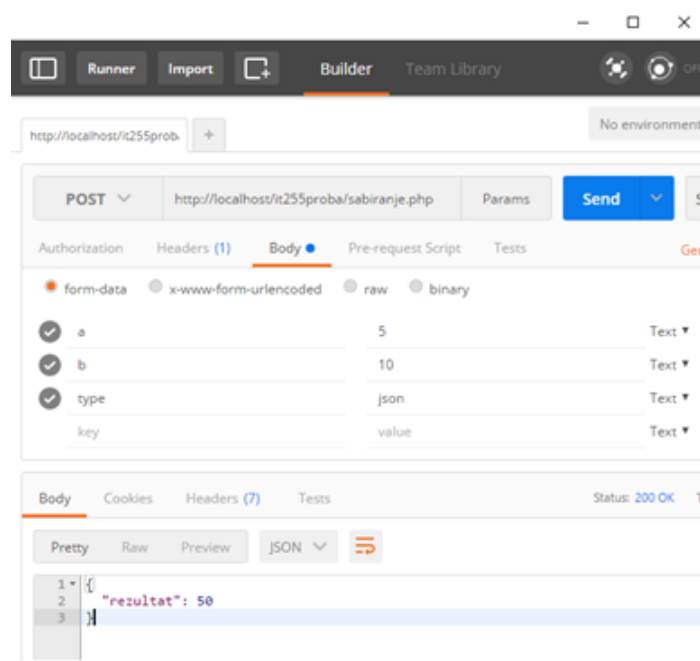 Runner Import Builder Team Library OFF
http://localhost/it255prob. +
No environment
POST http://localhost/it255proba/sabiranje.php Params Send
Authorization Headers (1) Body Pre-request Script Tests
form-data x-www-form-urlencoded raw binary
a 5 Text
b 10 Text
type json Text
key value Text
Body Cookies Headers (7) Tests Status: 200 OK
Pretty Raw Preview JSON
1 {
2 "rezultat": 50
3 }